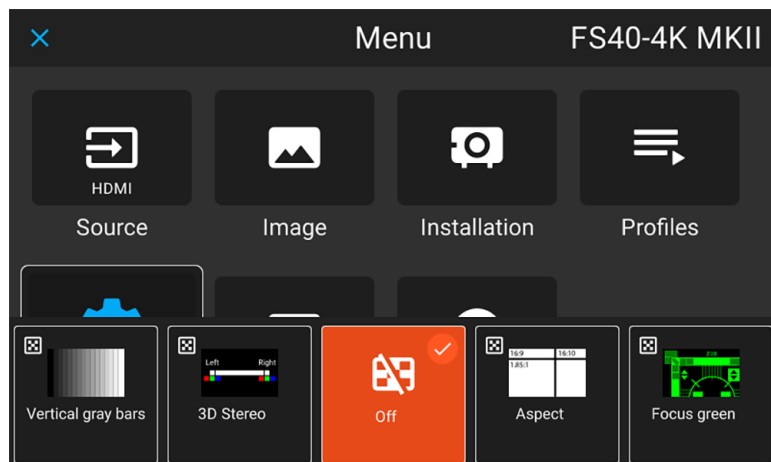 Menu
FS40-4K MKII
HDMI
Source
Image
Installation
Profiles
Vertical gray bars
Left Right
3D Stereo
Off
16:9 16:10
1.85:1
Aspect
Focus green